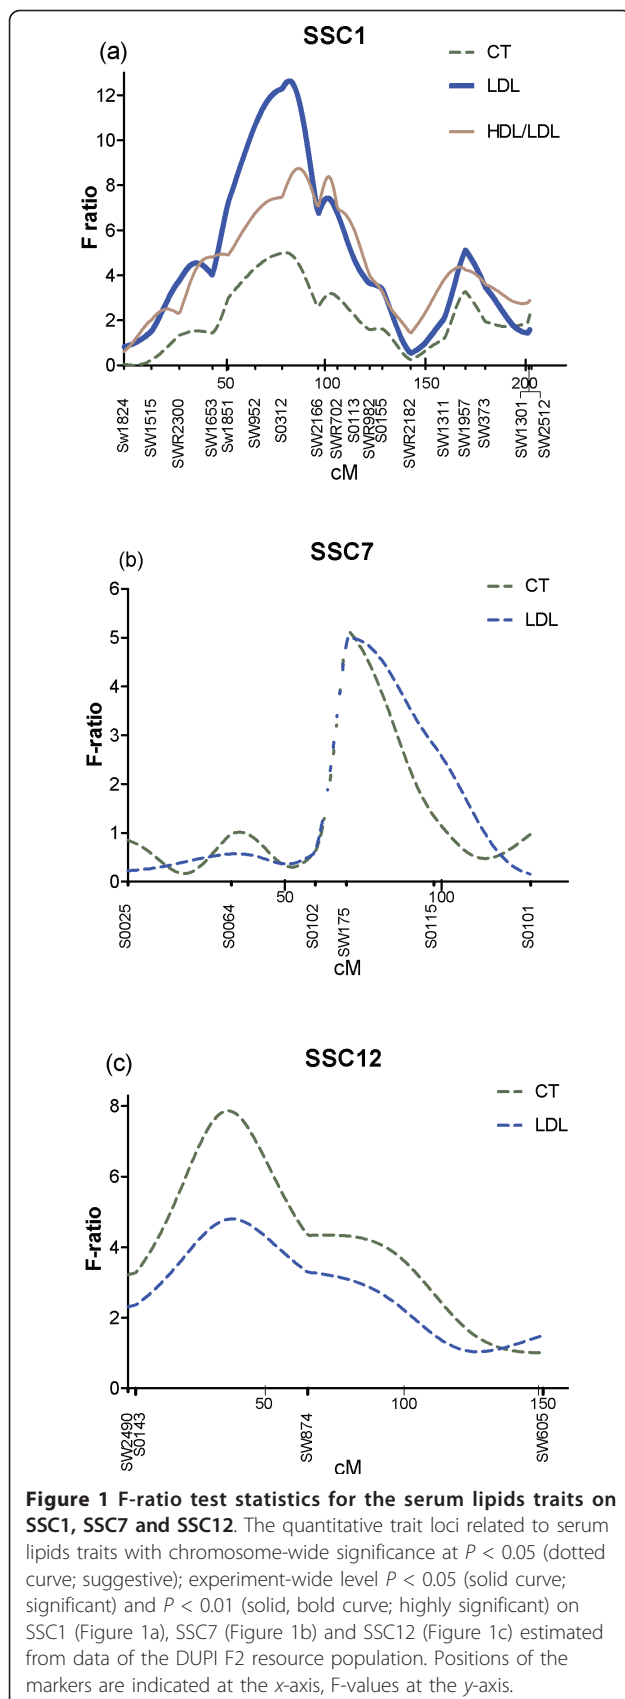 (a)
SSC1
CT
LDL
HDL/LDL
F ratio
12
10
8
6
4
2
0
50
100
150
200
Sw1824
SW1515
SWR2300
SW1653
Sw1851
SW952
S0312
SW2166
SWR702
S0113
SWR982
S0155
SWR2182
SW1311
SW1957
SW373
SW1301
SW2512
cM
(b)
SSC7
CT
LDL
F-ratio
6
5
4
3
2
1
0
50
100
S0025
S0064
S0102
SW175
S0115
S0101
cM
(c)
SSC12
CT
LDL
F-ratio
8
6
4
2
0
50
100
150
SW2490
S0143
SW874
SW605
cM
Figure 1 F-ratio test statistics for the serum lipids traits on
SSC1, SSC7 and SSC12. The quantitative trait loci related to serum
lipids traits with chromosome-wide significance at P < 0.05 (dotted
curve; suggestive); experiment-wide level P < 0.05 (solid curve;
significant) and P < 0.01 (solid, bold curve; highly significant) on
SSC1 (Figure 1a), SSC7 (Figure 1b) and SSC12 (Figure 1c) estimated
from data of the DUPI F2 resource population. Positions of the
markers are indicated at the x-axis, F-values at the y-axis.